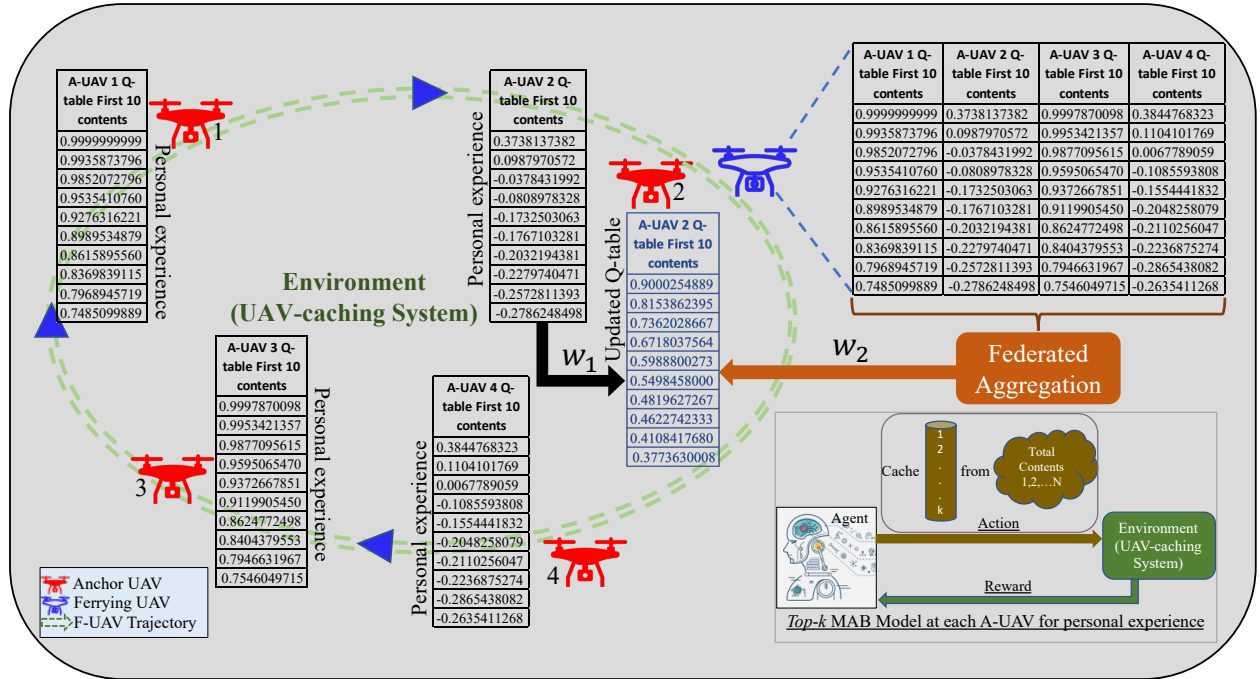 A-UAV 1 Q-
table First 10
contents
0.9999999999
0.9935873796
0.9852072796
0.9535410760
0.9276316221
0.8989534879
0.8615895560
0.8369839115
0.7968945719
0.7485099889
Personal experience
1
A-UAV 2 Q-
table First 10
contents
0.3738137382
0.0987970572
-0.0378431992
-0.0808978328
-0.1732503063
-0.1767103281
-0.2032194381
-0.2279740471
-0.2572811393
-0.2786248498
Personal experience
2
A-UAV 2 Q-
table First 10
contents
0.9000254889
0.8153862395
0.7362028667
0.6718037564
0.5988800273
0.5498458000
0.4819627267
0.4622742333
0.4108417680
0.3773630008
Updated Q-table
A-UAV 1 Q-
table First 10
contents
A-UAV 2 Q-
table First 10
contents
A-UAV 3 Q-
table First 10
contents
A-UAV 4 Q-
table First 10
contents
0.9999999999 0.3738137382 0.9997870098 0.3844768323
0.9935873796 0.0987970572 0.9953421357 0.1104101769
0.9852072796 -0.0378431992 0.9877095615 0.0067789059
0.9535410760 -0.0808978328 0.9595065470 -0.1085593808
0.9276316221 -0.1732503063 0.9372667851 -0.1554441832
0.8989534879 -0.1767103281 0.9119905450 -0.2048258079
0.8615895560 -0.2032194381 0.8624772498 -0.2110256047
0.8369839115 -0.2279740471 0.8404379553 -0.2236875274
0.7968945719 -0.2572811393 0.7946631967 -0.2865438082
0.7485099889 -0.2786248498 0.7546049715 -0.2635411268
Environment
(UAV-caching System)
w1
w2
Federated
Aggregation
A-UAV 3 Q-
table First 10
contents
0.9997870098
0.9953421357
0.9877095615
0.9595065470
0.9372667851
0.9119905450
0.8624772498
0.8404379553
0.7946631967
0.7546049715
Personal experience
3
A-UAV 4 Q-
table First 10
contents
0.3844768323
0.1104101769
0.0067789059
-0.1085593808
-0.1554441832
-0.2048258079
-0.2110256047
-0.2236875274
-0.2865438082
-0.2635411268
Personal experience
4
Anchor UAV
Ferrying UAV
F-UAV Trajectory
Cache
1
2
.
.
.
.
k
from
Total
Contents
1,2,...N
Action
Agent
Environment
(UAV-caching
System)
Reward
Top-k MAB Model at each A-UAV for personal experience